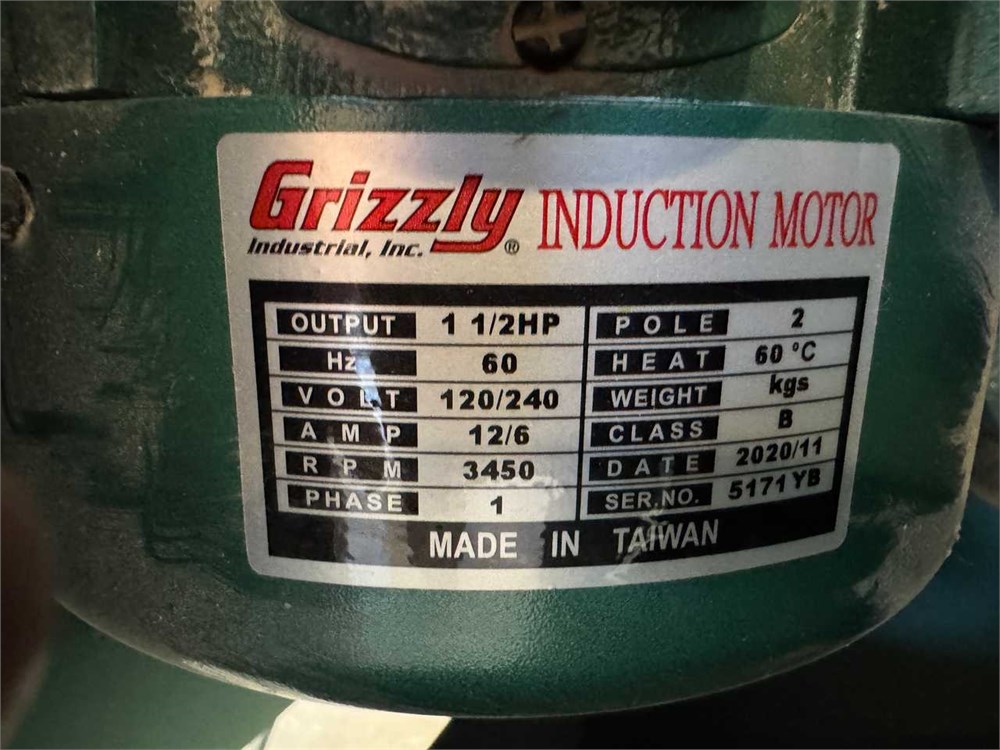 Grizzly ® INDUCTION MOTOR
Industrial, Inc.
OUTPUT 1 1/2HP POLE 2
Hz 60 HEAT 60 °C
VOLT 120/240 WEIGHT kgs
AMP 12/6 CLASS B
RPM 3450 DATE 2020/11
PHASE 1 SER.NO. 5171YB
MADE IN TAIWAN